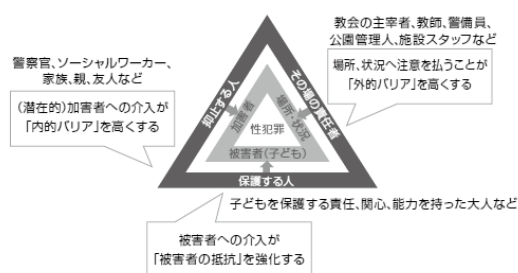 教会の主宰者、教師、警備員、
公園管理人、施設スタッフなど
警察官、ソーシャルワーカー、
家族、親、友人など
場所、状況へ注意を払うことが
「外的バリア」を高くする
(潜在的)加害者への介入が
「内的バリア」を高くする
抑止する人
その場の責任者
加害者
場所・状況
性犯罪
被害者(子ども)
保護する人
子どもを保護する責任、関心、能力を持った大人など
被害者への介入が
「被害者の抵抗」を強化する